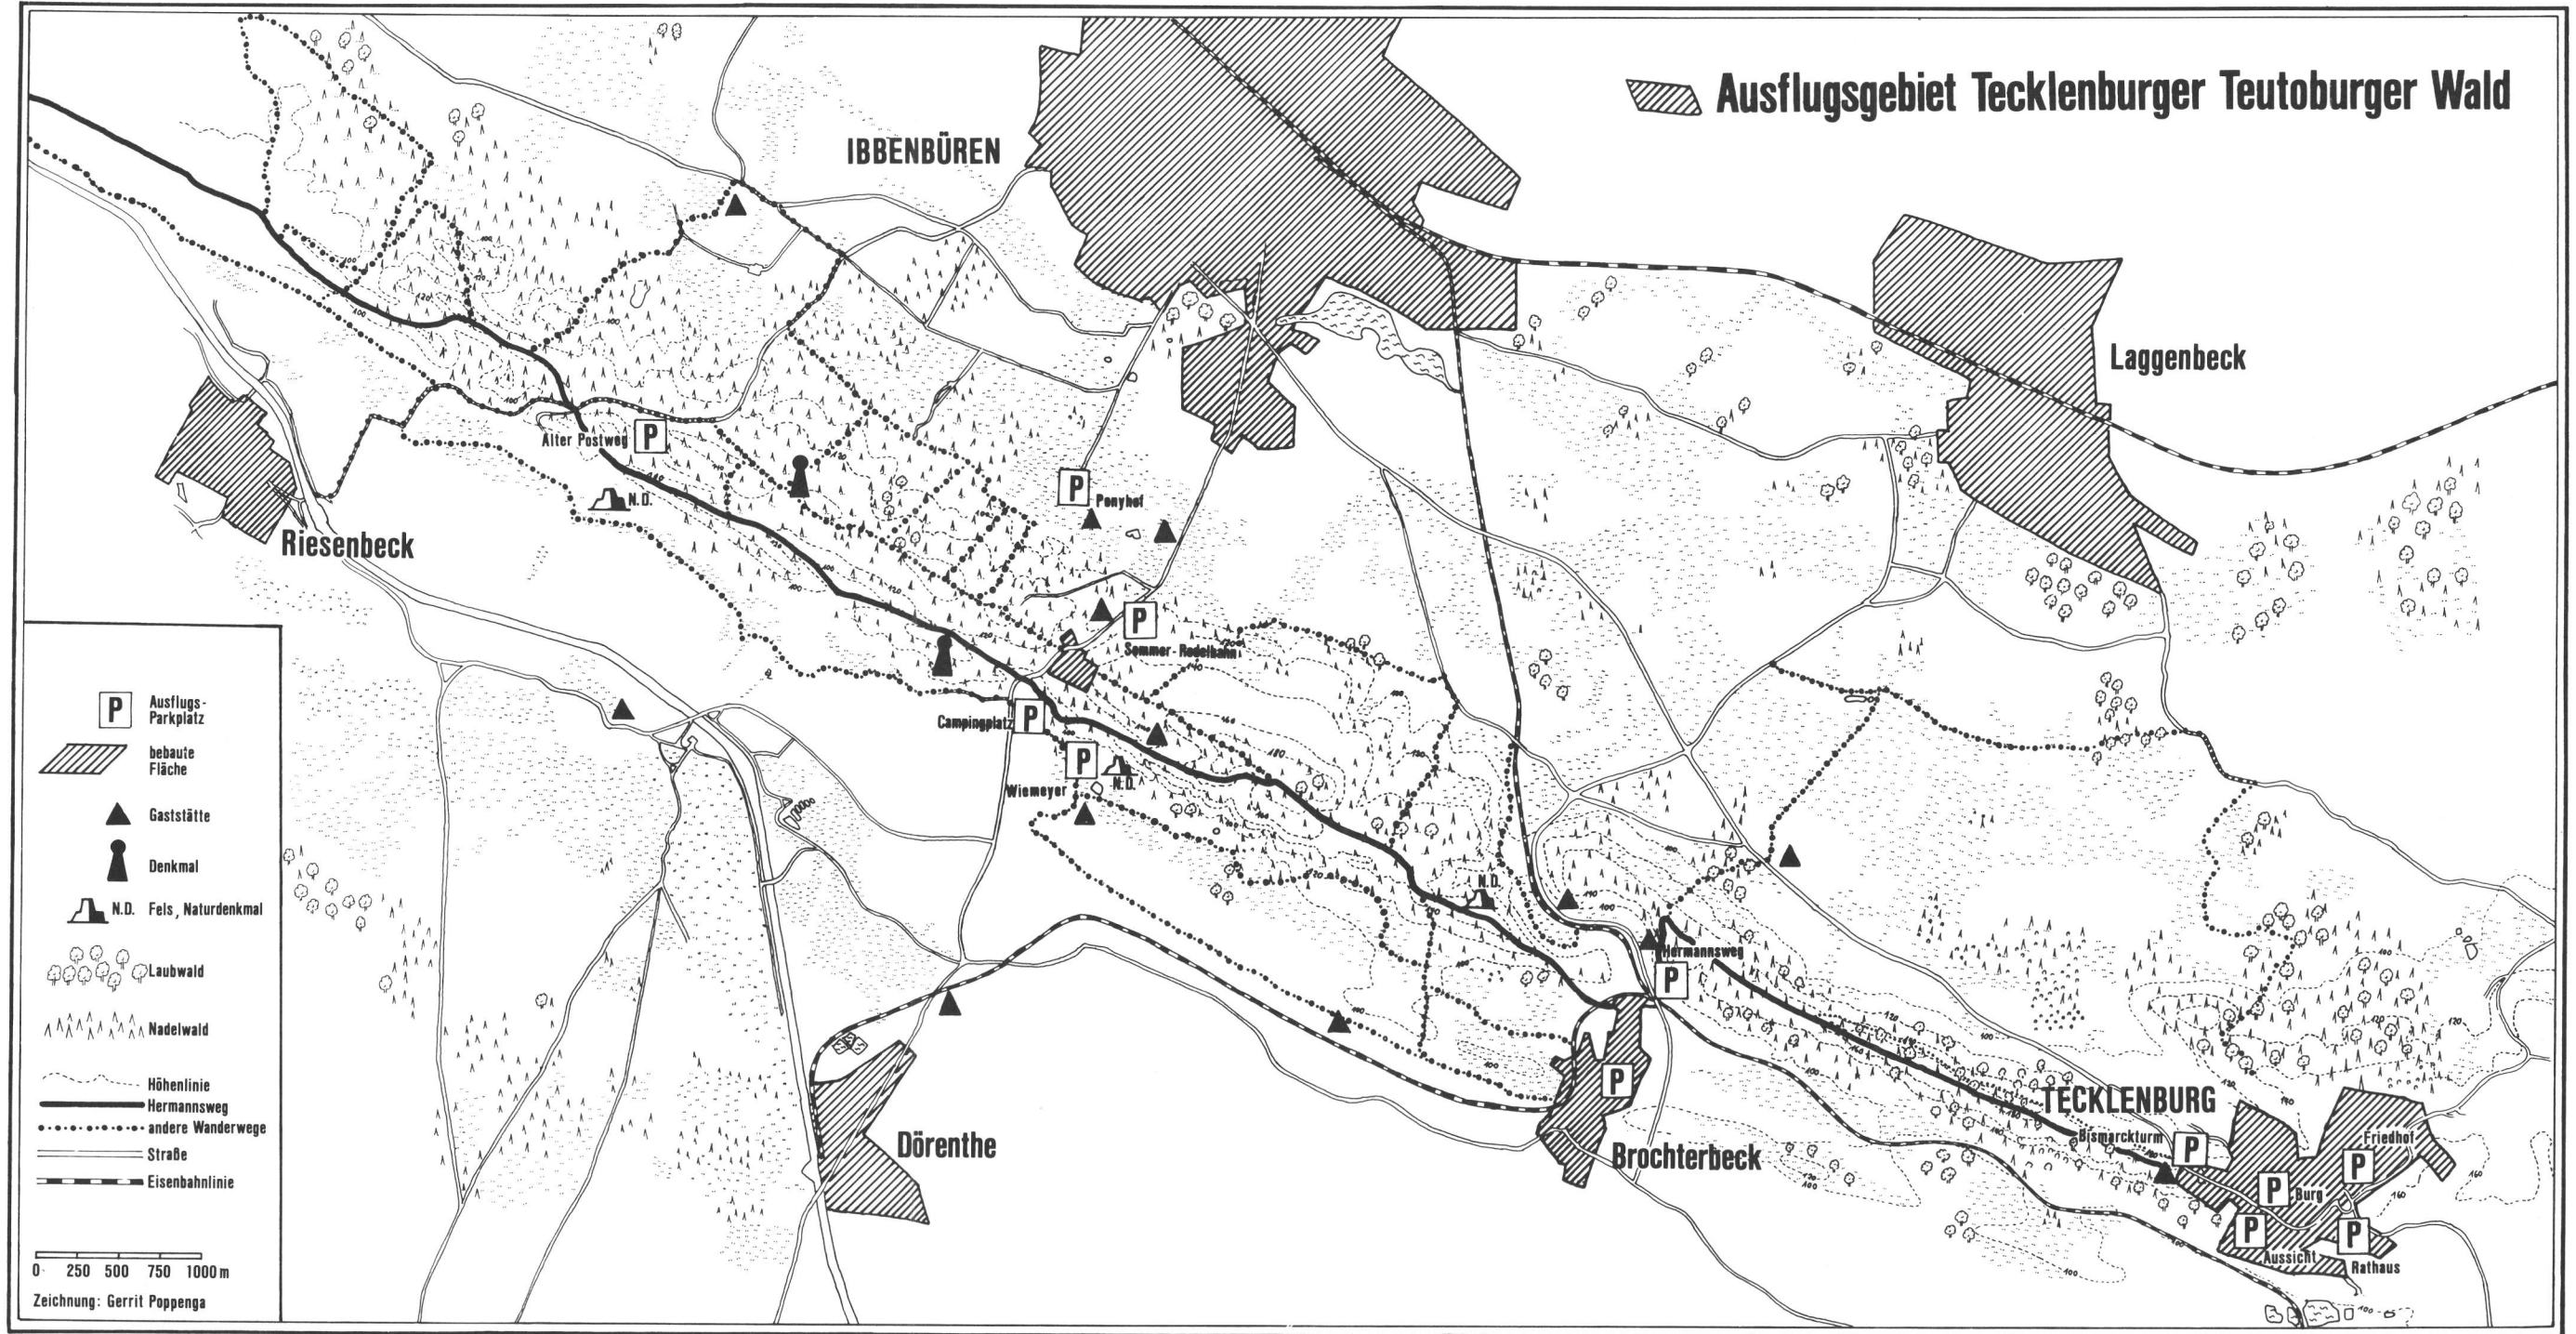 Ausflugsgebiet Tecklenburger Teutoburger Wald
IBBENBÜREN
Laggenbeck
Alter Postweg
P
N.D.
P
Ponyhof
Riesenbeck
P
Sommer-Rodelbahn
Campingplatz
P
P
N.D.
Wiemeyer
N.D.
Hermannsweg
P
P
Dörenthe
Brochterbeck
TECKLENBURG
Bismarckturm
P
Friedhof
P
P
Burg
P
P
Aussicht
Rathaus
P
Ausflugs-
Parkplatz
bebaute
Fläche
Gaststätte
Denkmal
N.D. Fels, Naturdenkmal
Laubwald
Nadelwald
Höhenlinie
Hermannsweg
andere Wanderwege
Straße
Eisenbahnlinie
0 250 500 750 1000 m
Zeichnung: Gerrit Poppenga